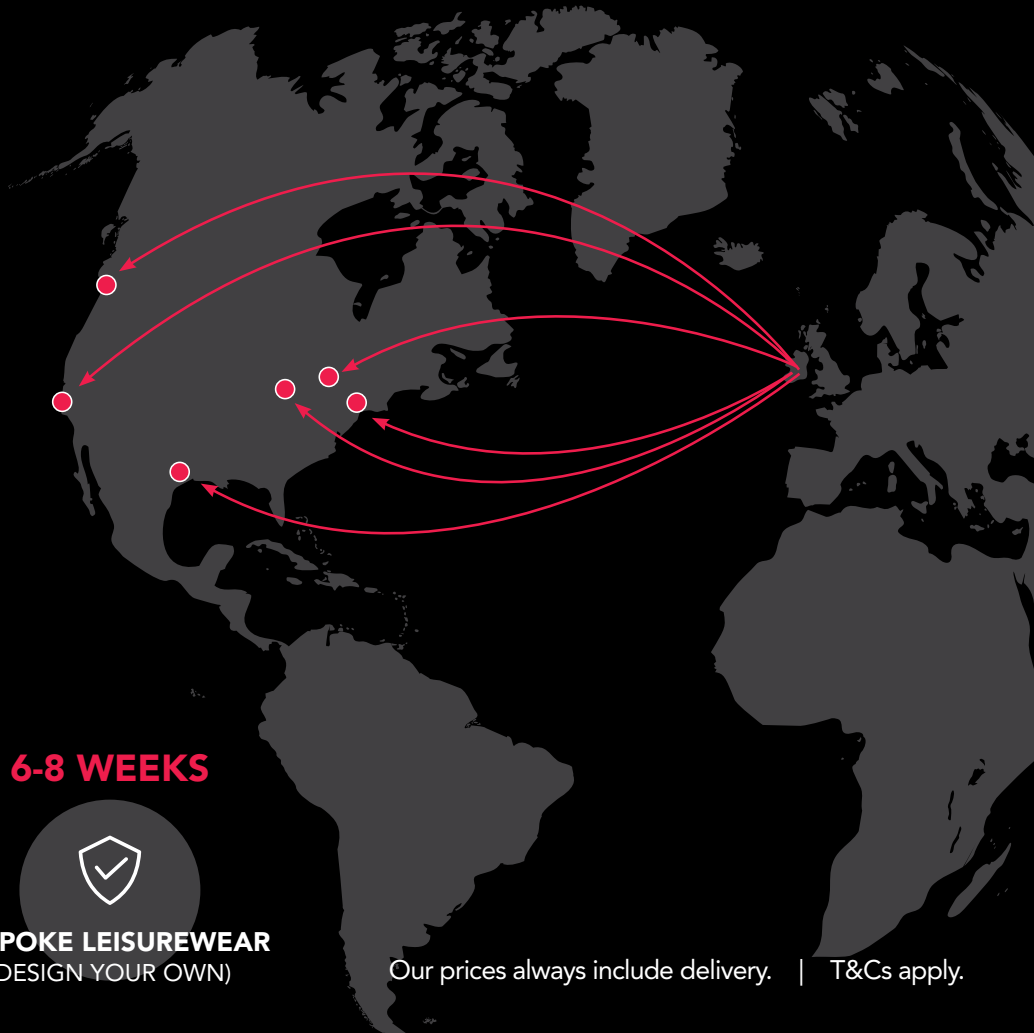 6-8 WEEKS
POKE LEISUREWEAR
DESIGN YOUR OWN)
Our prices always include delivery. | T&Cs apply.